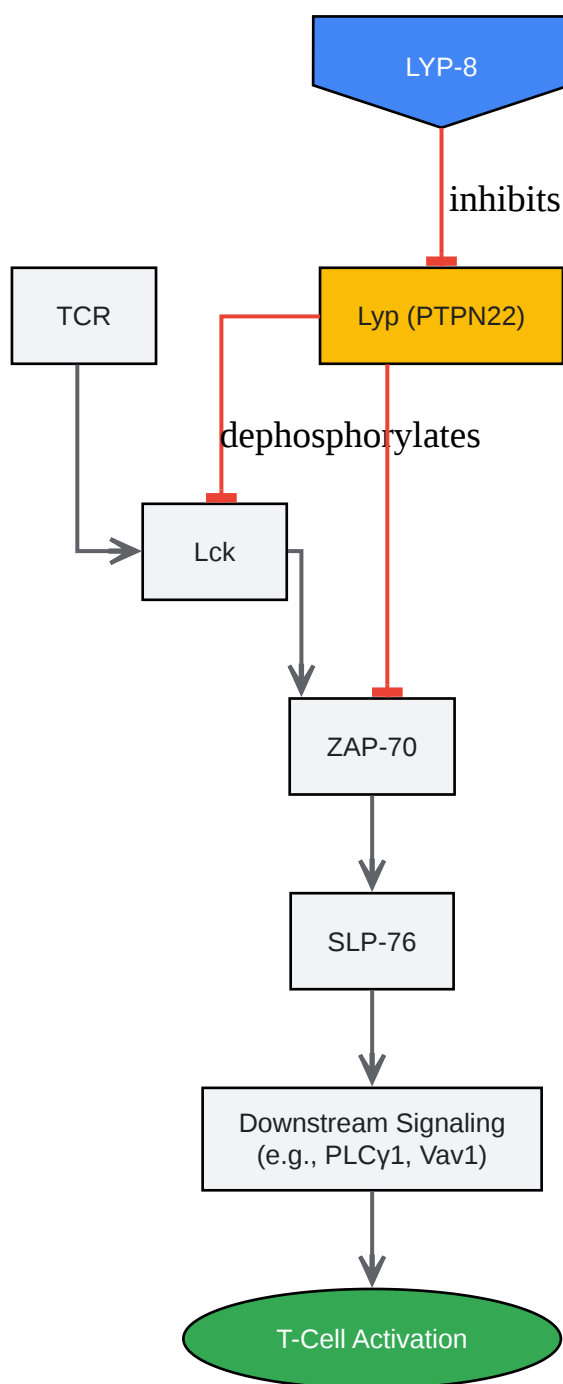 LYP-8
inhibits
TCR
Lyp (PTPN22)
dephosphorylates
Lck
ZAP-70
SLP-76
Downstream Signaling
(e.g., PLCγ1, Vav1)
T-Cell Activation